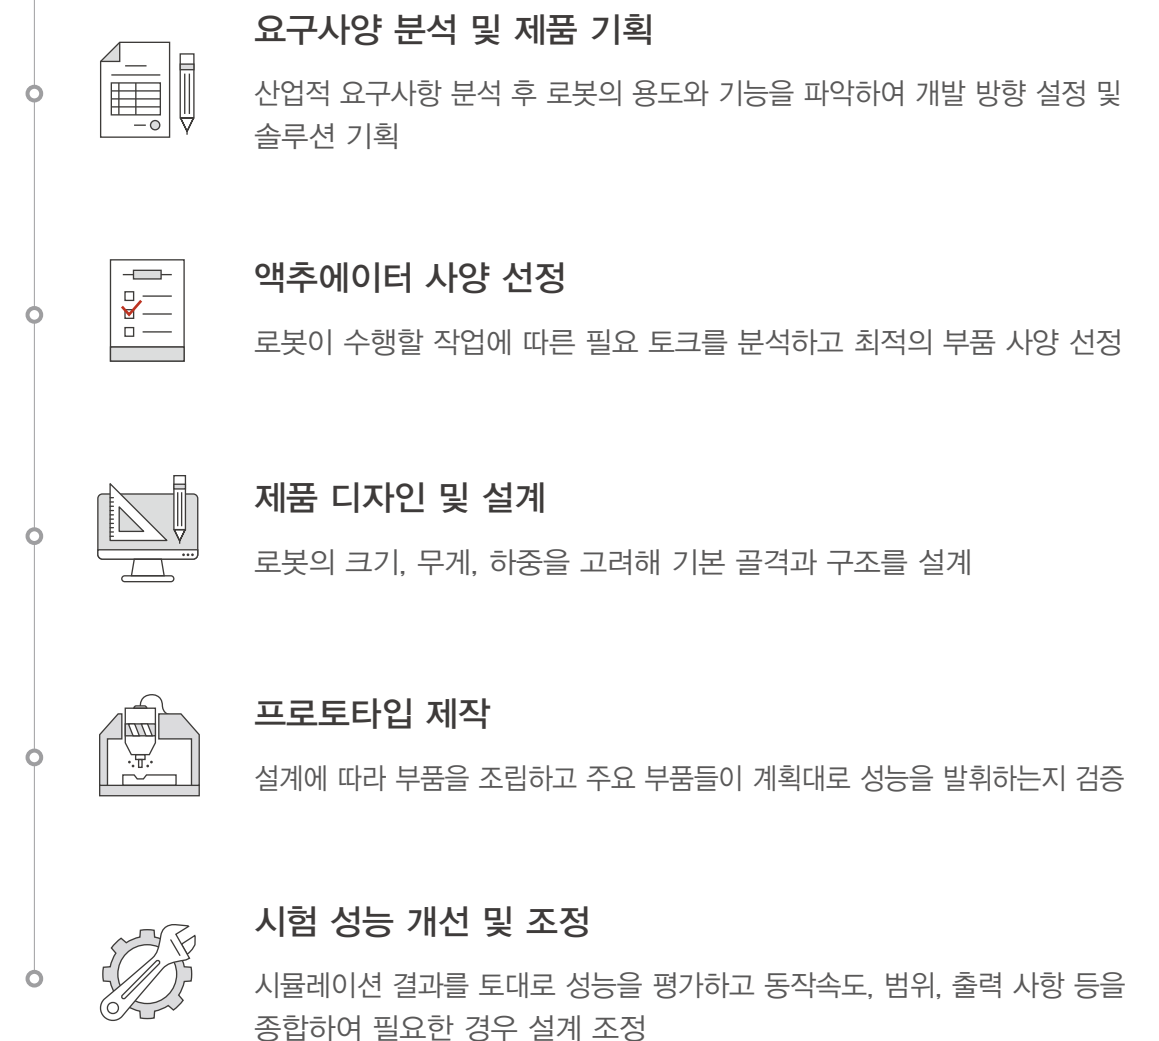 요구사양 분석 및 제품 기획
산업적 요구사항 분석 후 로봇의 용도와 기능을 파악하여 개발 방향 설정 및
솔루션 기획
액추에이터 사양 선정
로봇이 수행할 작업에 따른 필요 토크를 분석하고 최적의 부품 사양 선정
제품 디자인 및 설계
로봇의 크기, 무게, 하중을 고려해 기본 골격과 구조를 설계
프로토타입 제작
설계에 따라 부품을 조립하고 주요 부품들이 계획대로 성능을 발휘하는지 검증
시험 성능 개선 및 조정
시뮬레이션 결과를 토대로 성능을 평가하고 동작속도, 범위, 출력 사항 등을
종합하여 필요한 경우 설계 조정